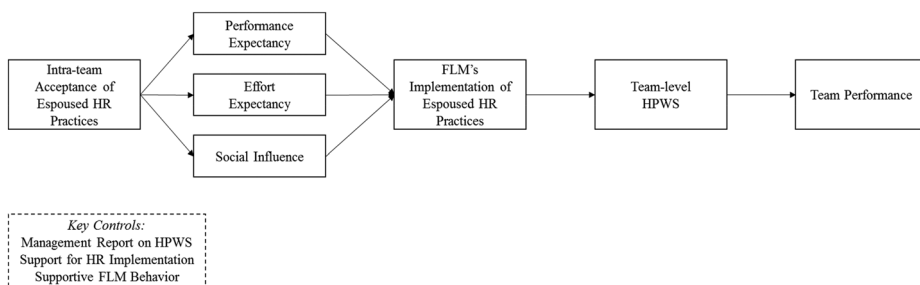 Performance
Expectancy
Intra-team
Acceptance of
Espoused HR
Practices
Effort
Expectancy
Social Influence
FLM's
Implementation of
Espoused HR
Practices
Team-level
HPWS
Team Performance
Key Controls:
Management Report on HPWS
Support for HR Implementation
Supportive FLM Behavior